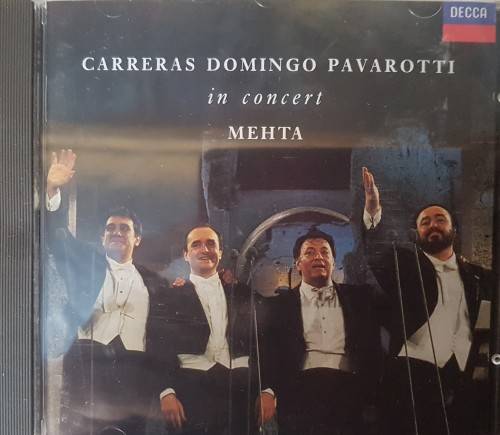 DECCA
CARRERAS DOMINGO PAVAROTTI
in concert
MEHTA